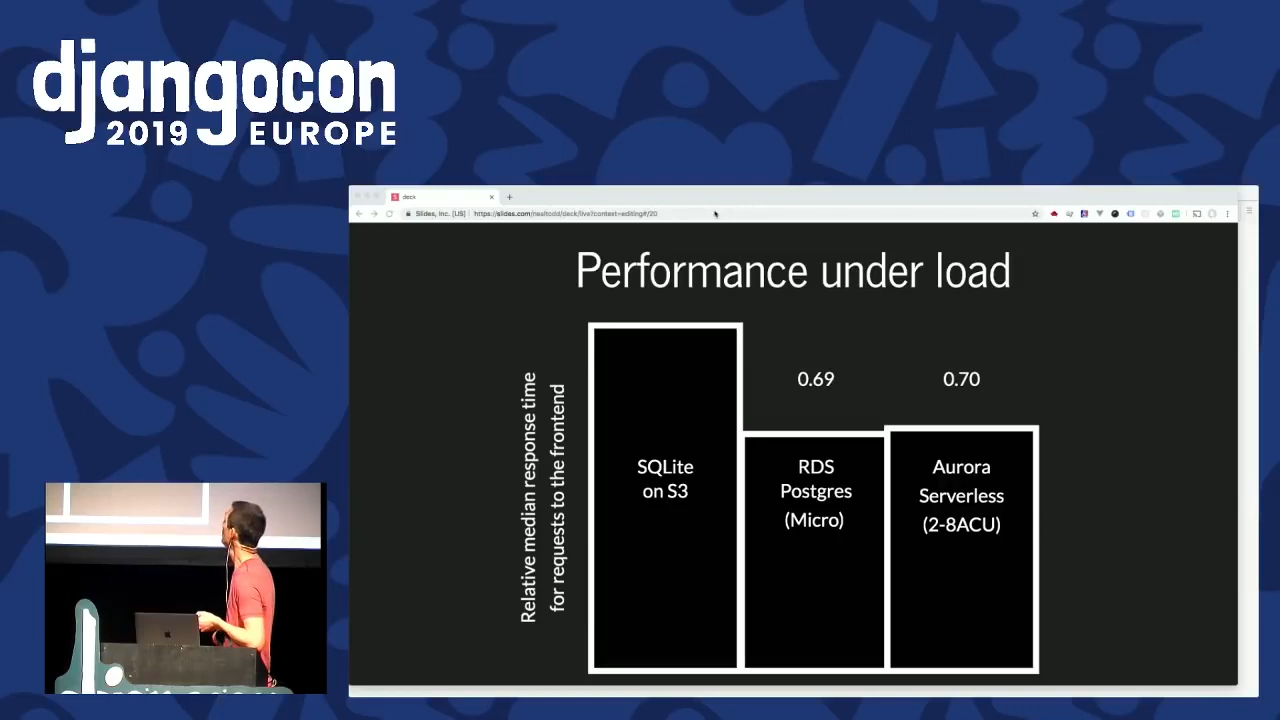 djangocon
2019 EUROPE
deck
Slides, Inc. [US] https://slides.com/nealtodd/deck/live?context=editing#/20
Performance under load
Relative median response time
for requests to the frontend
SQLite
on S3
0.69
RDS
Postgres
(Micro)
0.70
Aurora
Serverless
(2-8ACU)